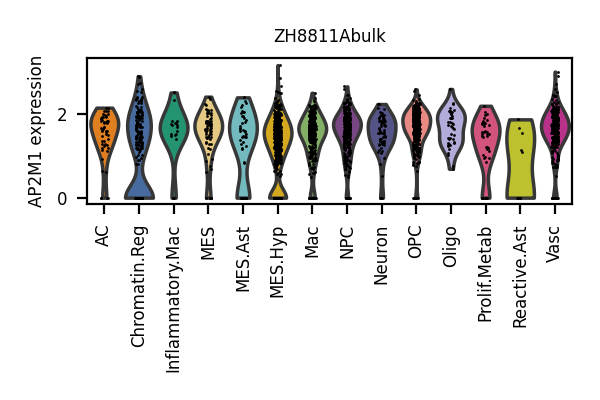 ZH8811Abulk
AP2M1 expression
2
0
AC
Chromatin.Reg
Inflammatory.Mac
MES
MES.Ast
MES.Hyp
Mac
NPC
Neuron
OPC
Oligo
Prolif.Metab
Reactive.Ast
Vasc